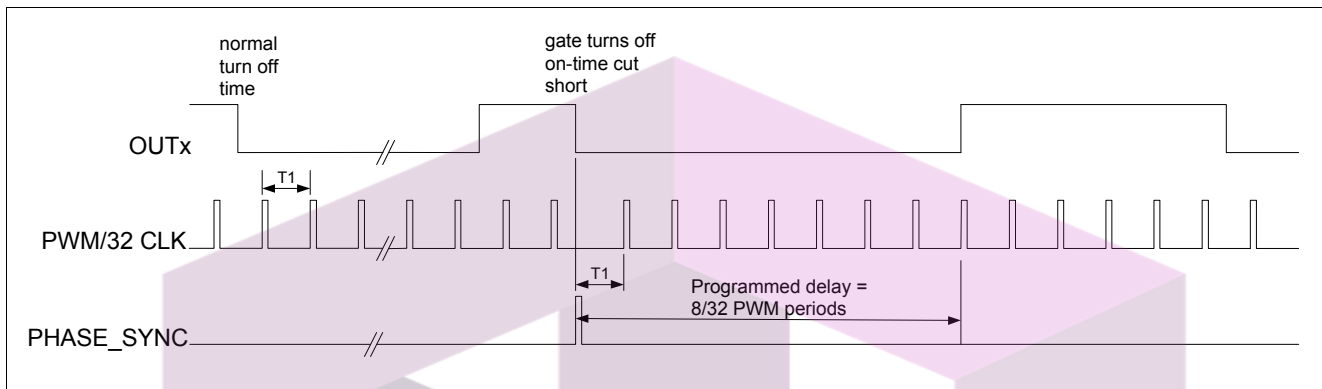 normal
turn off
time
gate turns off
on-time cut
short
OUTx
T1
PWM/32 CLK
T1
Programmed delay =
8/32 PWM periods
PHASE_SYNC